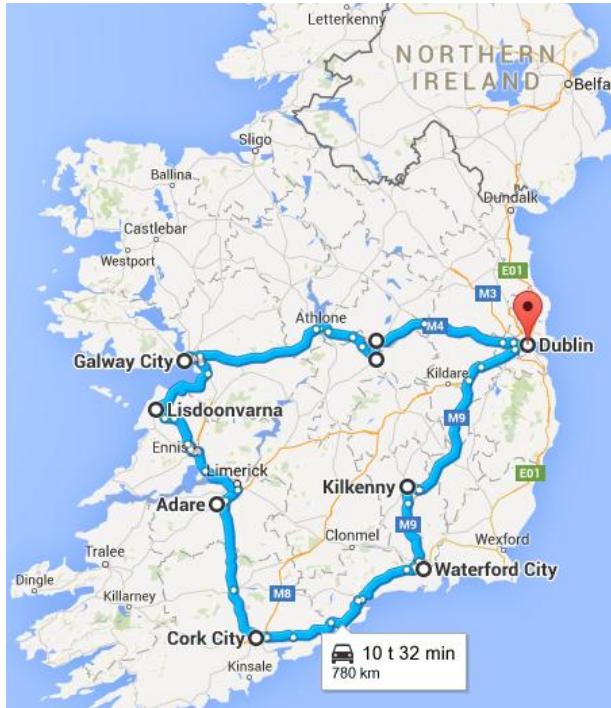 Letterkenny
NORTHERN
IRELAND
Belfa
Sligo
Ballina
Dundalk
Castlebar
Westport
E01
M3
Athlone
M4
Galway City
Dublin
Kildare
Lisdoonvarna
M9
Ennis
Limerick
Kilkenny
E01
Adare
M9
Clonmel
Wexford
Tralee
Waterford City
Dingle
Killarney
M8
Cork City
10 t 32 min
780 km
Kinsale